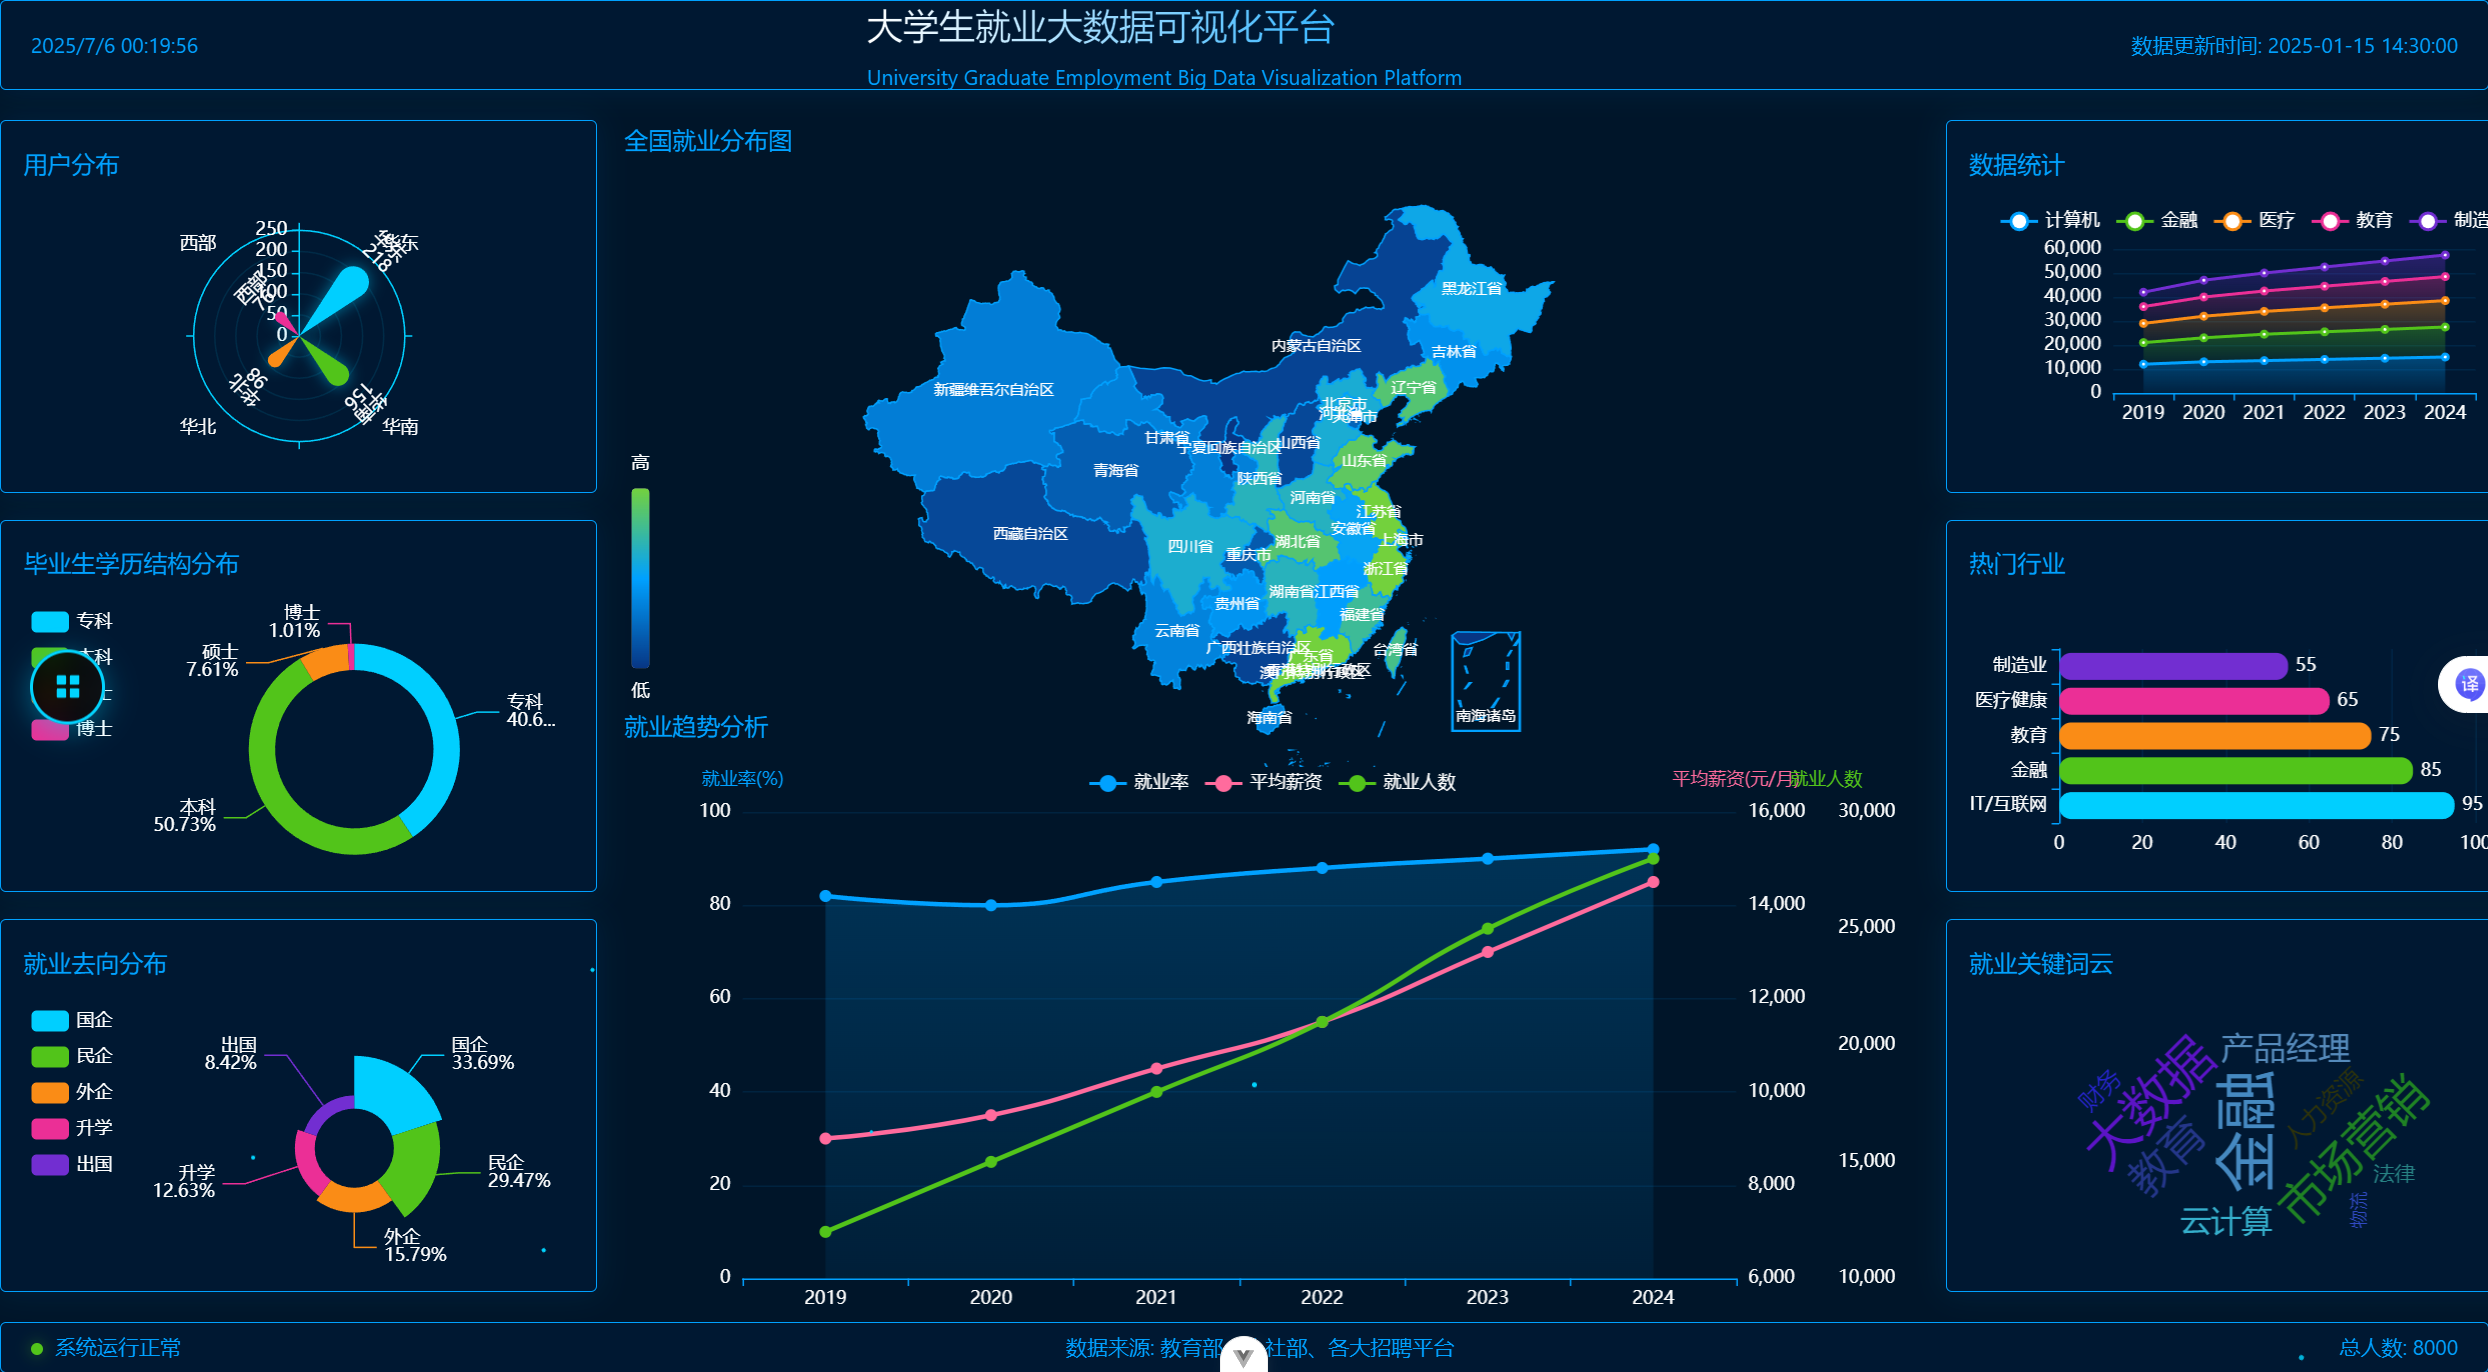 2025/7/6 00:19:56
大学生就业大数据可视化平台
University Graduate Employment Big Data Visualization Platform
数据更新时间: 2025-01-15 14:30:00
用户分布
250
200
150
100
50
0
西部
华东
华北
华南
华东
218
西部
76
华北
98
华南
156
毕业生学历结构分布
专科
本科
博士
博士
1.01%
硕士
7.61%
专科
40.6...
本科
50.73%
就业去向分布
国企
民企
外企
升学
出国
出国
8.42%
国企
33.69%
升学
12.63%
民企
29.47%
外企
15.79%
全国就业分布图
高
低
黑龙江省
内蒙古自治区
吉林省
新疆维吾尔自治区
辽宁省
北京市
河北省
天津市
甘肃省
宁夏回族自治区
山西省
山东省
青海省
陕西省
河南省
江苏省
安徽省
西藏自治区
上海市
四川省
重庆市
湖北省
浙江省
湖南省
江西省
贵州省
福建省
云南省
广西壮族自治区
东省
台湾省
海南省
南海诸岛
就业趋势分析
就业率(%)
就业率
平均薪资
就业人数
平均薪资(元/月)
就业人数
100
80
60
40
20
0
16,000
14,000
12,000
10,000
8,000
6,000
30,000
25,000
20,000
15,000
10,000
2019 2020 2021 2022 2023 2024
数据统计
计算机 金融 医疗 教育 制造
60,000
50,000
40,000
30,000
20,000
10,000
0
2019 2020 2021 2022 2023 2024
热门行业
制造业 55
医疗健康 65
教育 75
金融 85
IT/互联网 95
0 20 40 60 80 100
译
就业关键词云
产品经理
大数据
财务
金融
人力资源
教育
市场营销
法律
物流
云计算
系统运行正常
数据来源: 教育部
社部、各大招聘平台
总人数: 8000